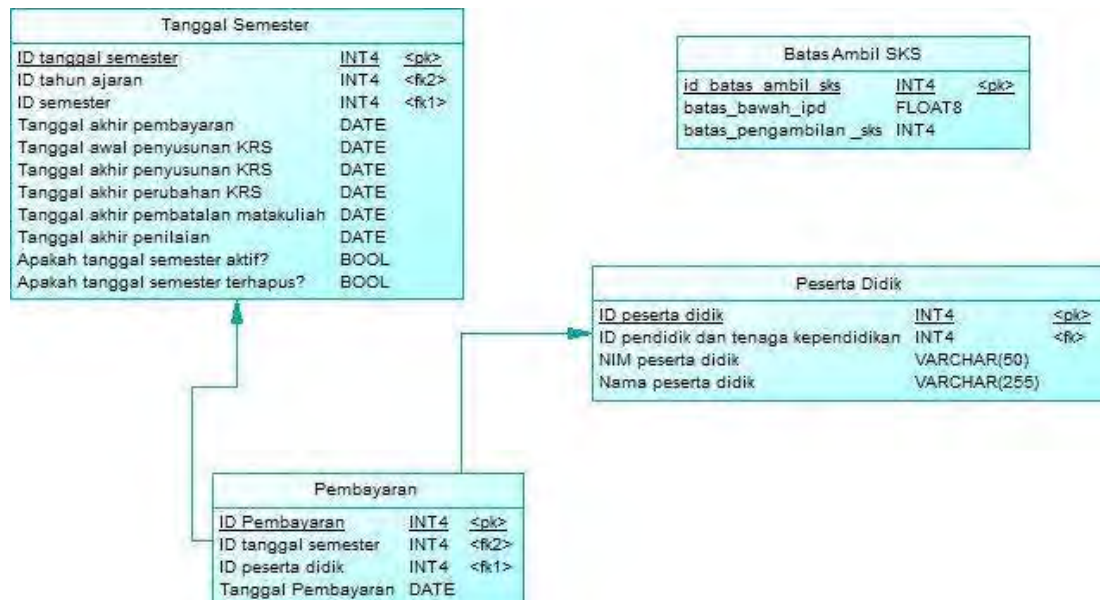 Tanggal Semester
ID tanggal semester INT4 <pk>
ID tahun ajaran INT4 <fk2>
ID semester INT4 <fk1>
Tanggal akhir pembayaran DATE
Tanggal awal penyusunan KRS DATE
Tanggal akhir penyusunan KRS DATE
Tanggal akhir perubahan KRS DATE
Tanggal akhir pembatalan matakuliah DATE
Tanggal akhir penilaian DATE
Apakah tanggal semester aktif? BOOL
Apakah tanggal semester terhapus? BOOL
Batas Ambil SKS
id_batas_ambil_sks INT4 <pk>
batas_bawah_ipd FLOAT8
batas_pengambilan _sks INT4
Peserta Didik
ID peserta didik INT4 <pk>
ID pendidik dan tenaga kependidikan INT4 <fk>
NIM peserta didik VARCHAR(50)
Nama peserta didik VARCHAR(255)
Pembayaran
ID Pembayaran INT4 <pk>
ID tanggal semester INT4 <fk2>
ID peserta didik INT4 <fk1>
Tanggal Pembayaran DATE